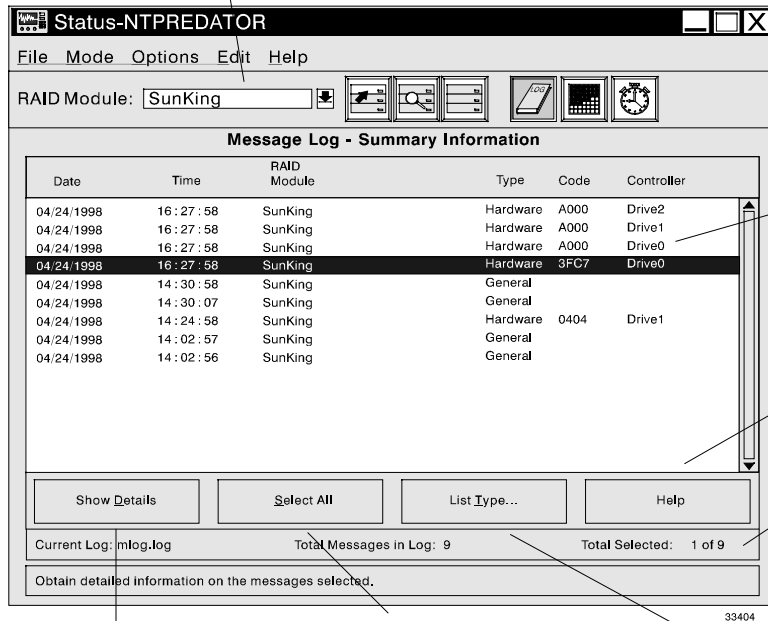 Status-NTPREDATOR
File Mode Options Edit Help
RAID Module: SunKing
LOG
Message Log - Summary Information
Date Time RAID Module Type Code Controller
04/24/1998 16:27:58 SunKing Hardware A000 Drive2
04/24/1998 16:27:58 SunKing Hardware A000 Drive1
04/24/1998 16:27:58 SunKing Hardware A000 Drive0
04/24/1998 16:27:58 SunKing Hardware 3FC7 Drive0
04/24/1998 14:30:58 SunKing General
04/24/1998 14:30:07 SunKing General
04/24/1998 14:24:58 SunKing Hardware 0404 Drive1
04/24/1998 14:02:57 SunKing General
04/24/1998 14:02:56 SunKing General
Show Details Select All List Type... Help
Current Log: mlog.log Total Messages in Log: 9 Total Selected: 1 of 9
Obtain detailed information on the messages selected.
33404